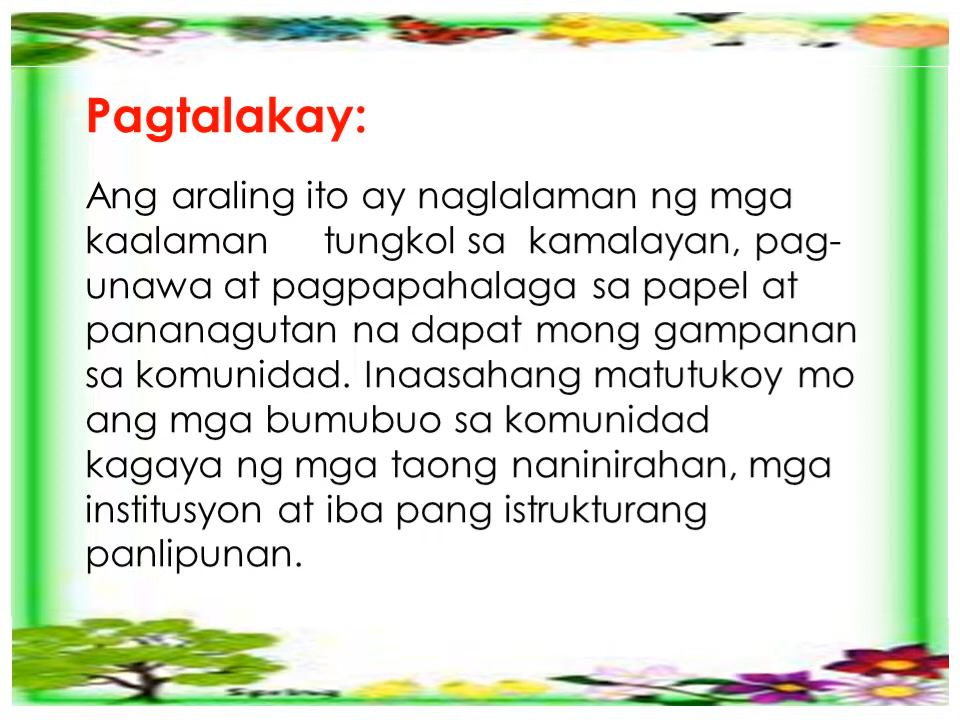 Pagtalakay:
Ang araling ito ay naglalaman ng mga
kaalaman tungkol sa kamalayan, pag-
unawa at pagpapahalaga sa papel at
pananagutan na dapat mong gampanan
sa komunidad. Inaasahang matutukoy mo
ang mga bumubuo sa komunidad
kagaya ng mga taong naninirahan, mga
institusyon at iba pang istrukturang
panlipunan.
Spring